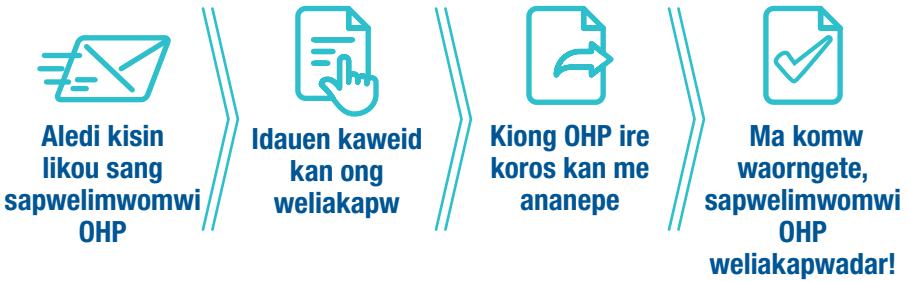 Aledi kisin
likou sang
sapwelimwomwi
OHP
Idauen kaweid
kan ong
weliakapw
Kiong OHP ire
koros kan me
ananepe
Ma komw
waorngete,
sapwelimwomwi
OHP
weliakapwadar!